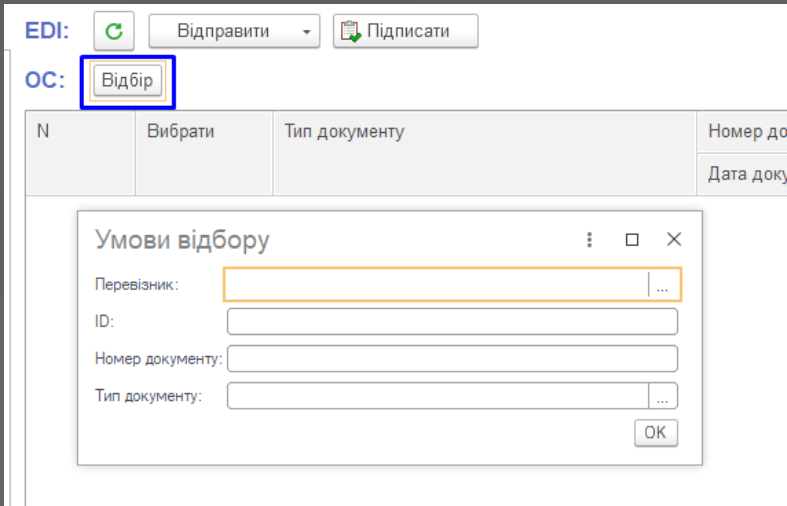 EDI: Відправити Підписати
ОС: Відбір
N Вибрати Тип документу Номер до
Дата доку
Умови відбору
Перевізник: ...
ID:
Номер документу:
Тип документу: ...
OK